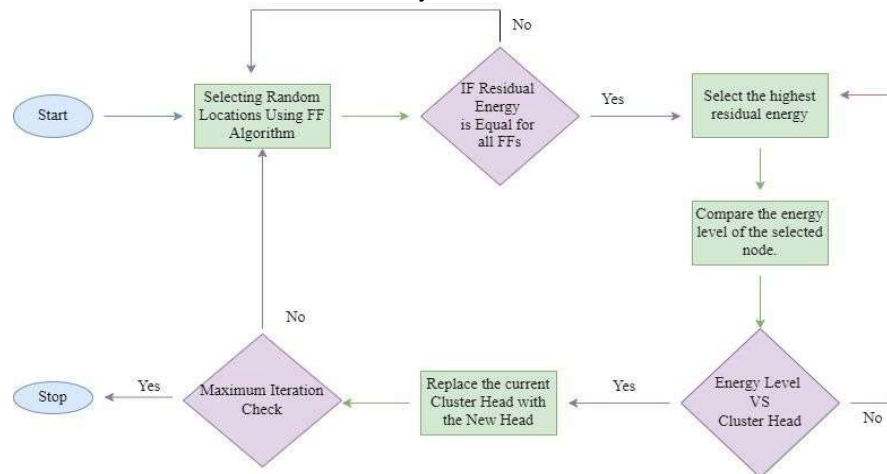 No
Start
Selecting Random
Locations Using FF
Algorithm
IF Residual
Energy
is Equal for
all FFs
Yes
Select the highest
residual energy
Compare the energy
level of the selected
node.
No
Energy Level
VS
Cluster Head
No
Yes
Replace the current
Cluster Head with
the New Head
Maximum Iteration
Check
Yes
Stop